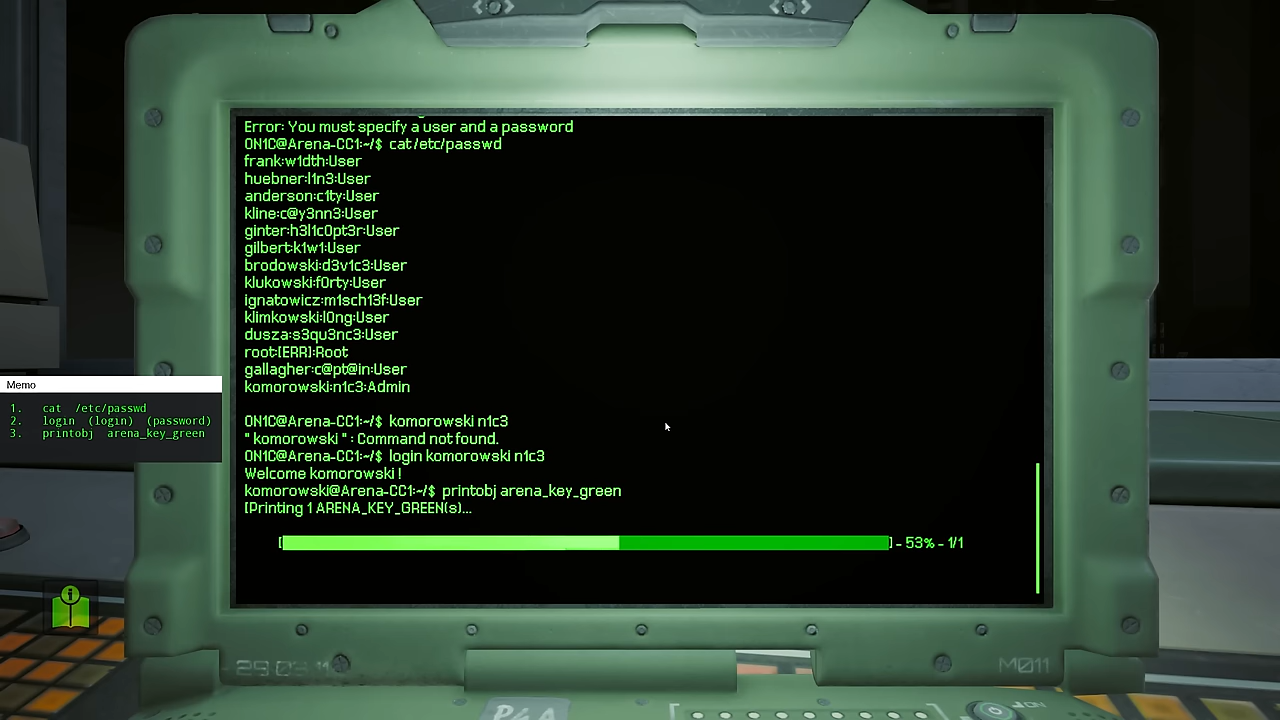 Error: You must specify a user and a password
0N1C@Arena-CC1:~/$ cat /etc/passwd
frank:w1dth:User
huebner:l1n3:User
anderson:c1ty:User
kline:c@y3nn3:User
ginter:h3l1c0pt3r:User
gilbert:k1w1:User
brodowski:d3v1c3:User
klukowski:f0rty:User
ignatowicz:m1sch13f:User
klimkowski:l0ng:User
dusza:s3qu3nc3:User
root:[ERR]:Root
gallagher:c@pt@in:User
komorowski:n1c3:Admin
0N1C@Arena-CC1:~/$ komorowski n1c3
" komorowski " : Command not found.
0N1C@Arena-CC1:~/$ login komorowski n1c3
Welcome komorowski !
komorowski@Arena-CC1:~/$ printobj arena_key_green
[Printing 1 ARENA_KEY_GREEN(s)...
[ ] - 53% - 1/1
Memo
1. cat /etc/passwd
2. login (login) (password)
3. printobj arena_key_green
i
29 03 11
M011
P4A